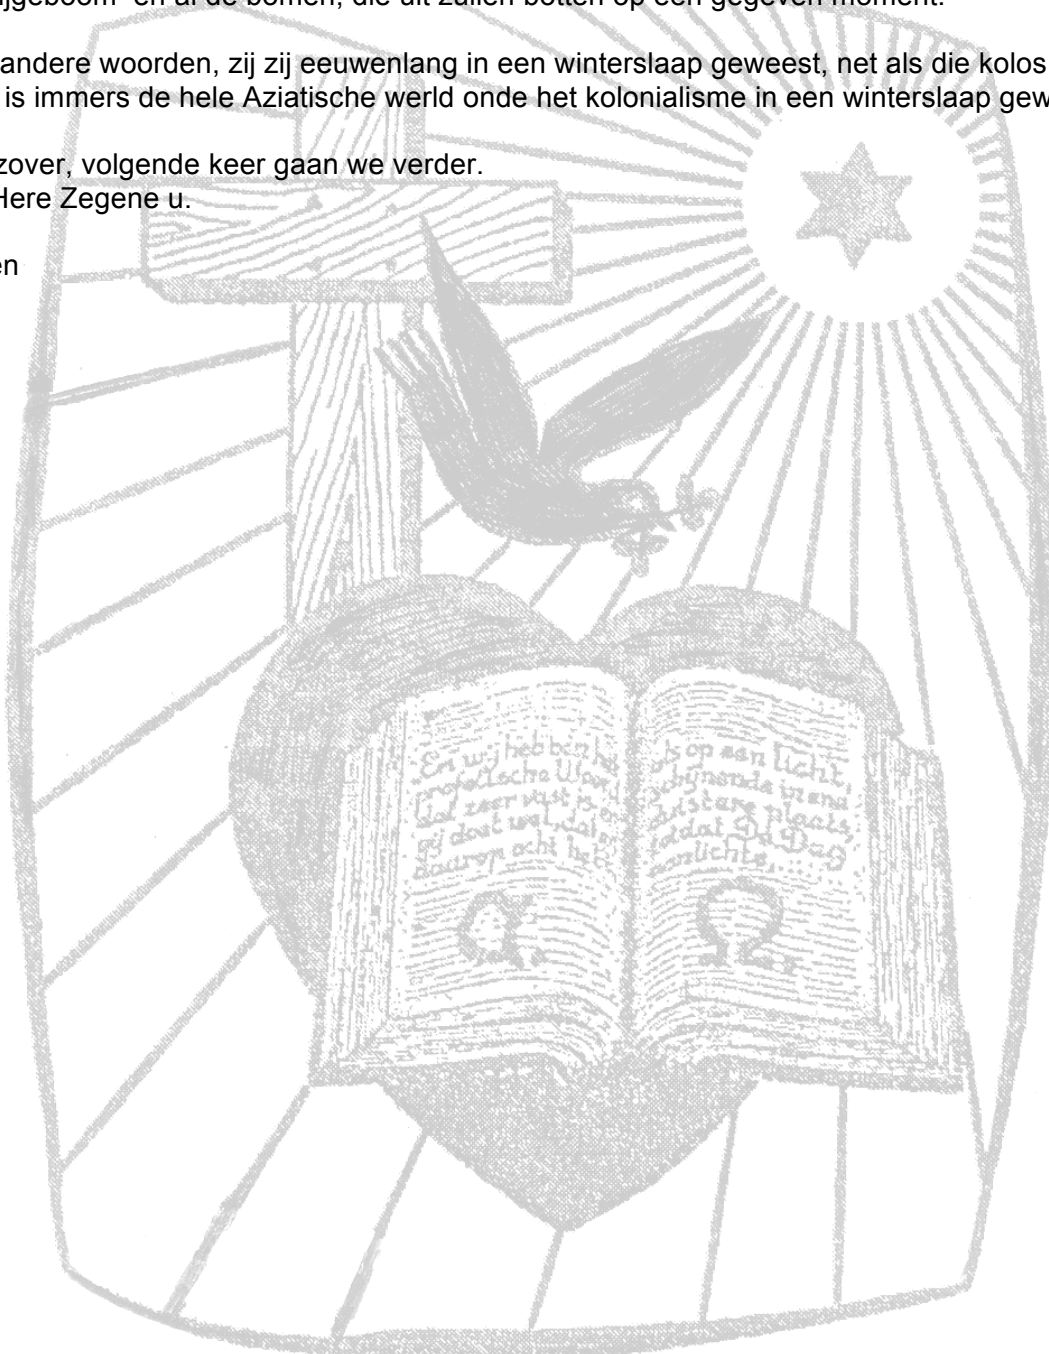 ijgeboom en al de bomen, die uit zullen botten op een gegeven moment.
andere woorden, zij zij eeuwenlang in een winterslaap geweest, net als die kolos
is immers de hele Aziatische werld onde het kolonialisme in een winterslaap gew
zover, volgende keer gaan we verder.
Here Zegene u.
en
En wij hebben het
profetische Woord
dat zeer vast is, en
gij doet wel, dat gij
daarop acht hebt
als op een licht,
schijnende in een
duistere plaats,
totdat De Dag
aanlichte,.....
α.
Ω.